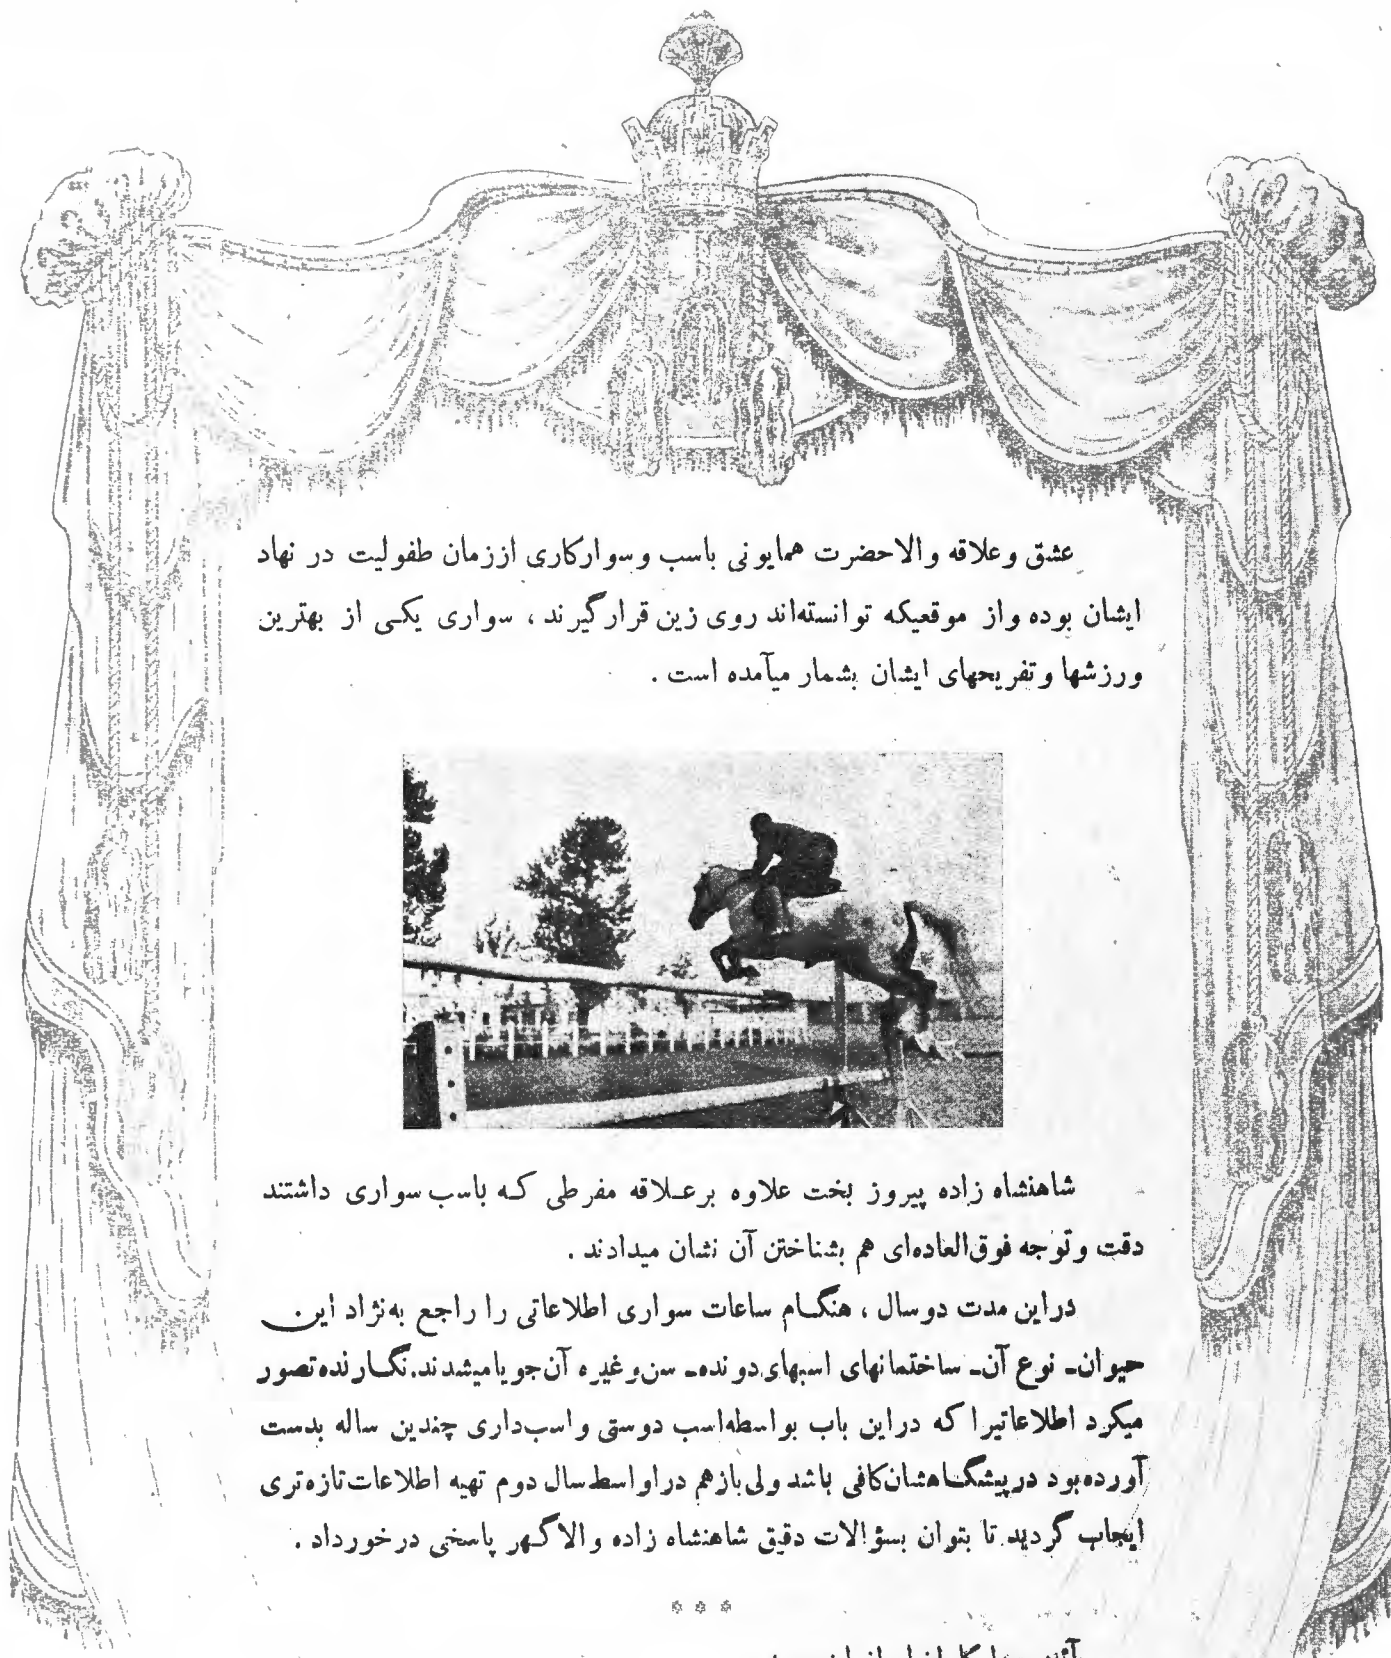 عشق وعلاقه والاحضرت همایونی باسب وسوارکاری اززمان طفولیت در نهاد
ایشان بوده واز موقعیکه توانسته‌اند روی زین قرارگیرند ، سواری یکی از بهترین
ورزشها وتفریحهای ایشان بشمار میآمده است .
شاهنشاه زاده پیروز بخت علاوه برعلاقه مفرطی که باسب سواری داشتند
دقت وتوجه فوق‌العاده‌ای هم بشناختن آن نشان میدادند .
دراین مدت دوسال ، هنگام ساعات سواری اطلاعاتی را راجع به‌نژاد این
حیوان- نوع آن- ساختمانهای اسبهای دونده- سن‌وغیره آن‌جویامیشدند.نگارنده‌تصور
میکرد اطلاعاتیرا که دراین باب بواسطه‌اسب دوستی واسب‌داری چندین ساله بدست
آورده‌بود درپیشگاهشان‌کافی باشد ولی‌بازهم دراواسط‌سال دوم تهیه اطلاعات‌تازه‌تری
ایجاب گردید تا بتوان بسؤالات دقیق شاهنشاه زاده والاگهر پاسخی درخورداد .